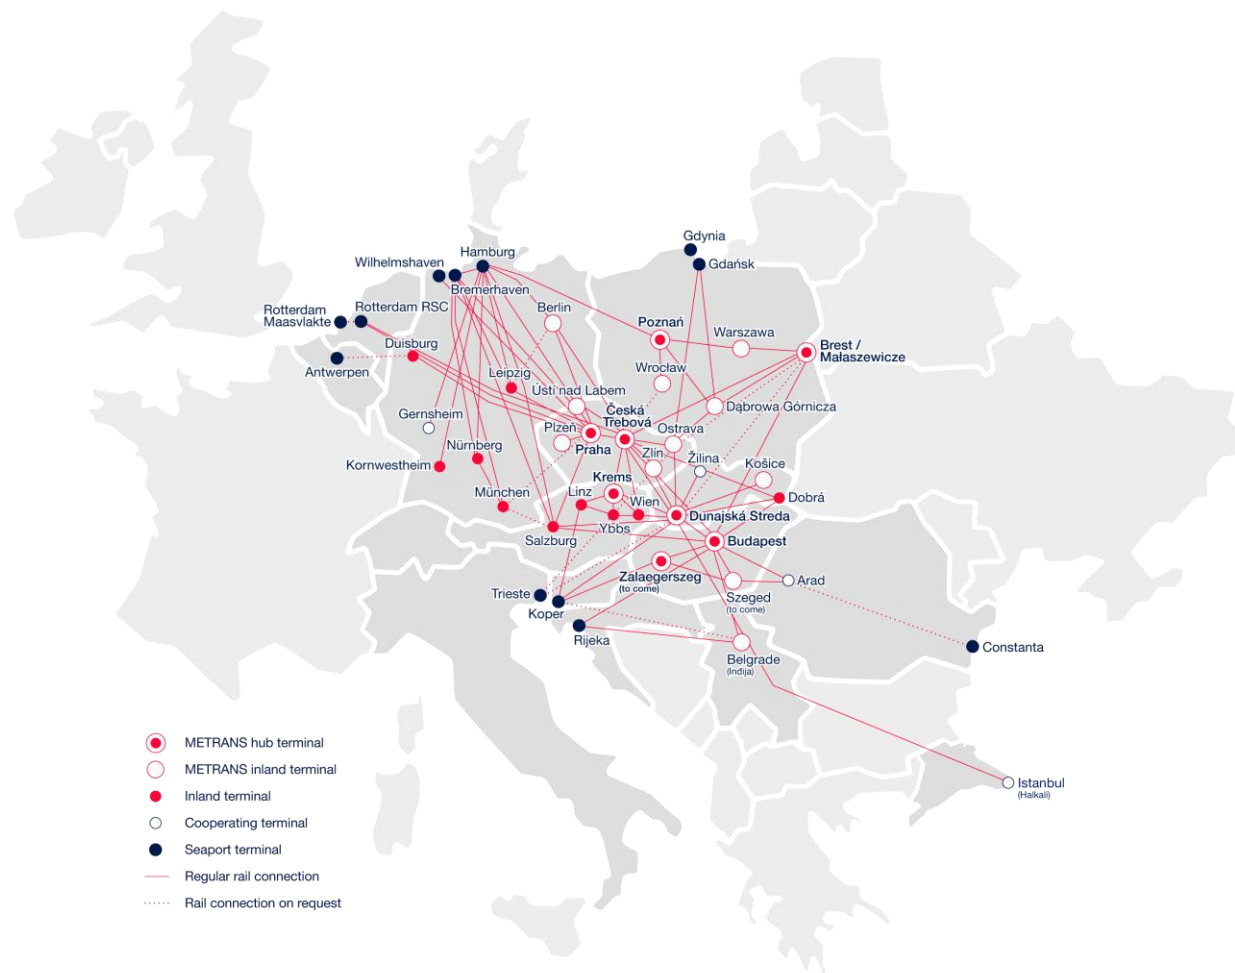 Gdynia
Gdańsk
Hamburg
Wilhelmshaven
Bremerhaven
Rotterdam
Maasvlakte
Rotterdam RSC
Berlin
Poznań
Warszawa
Brest /
Małaszewicze
Duisburg
Antwerpen
Leipzig
Wrocław
Ústí nad Labem
Gernsheim
Česká
Třebová
Dąbrowa Górnicza
Plzeň
Praha
Ostrava
Nürnberg
Kornwestheim
Zlín
Žilina
Košice
Krems
München
Linz
Wien
Dobrá
Dunajská Streda
Ybbs
Salzburg
Budapest
Zalaegerszeg
(to come)
Arad
Trieste
Szeged
(to come)
Koper
Rijeka
Constanta
Belgrade
(Inđija)
Istanbul
(Halkali)
METRANS hub terminal
METRANS inland terminal
Inland terminal
Cooperating terminal
Seaport terminal
Regular rail connection
Rail connection on request